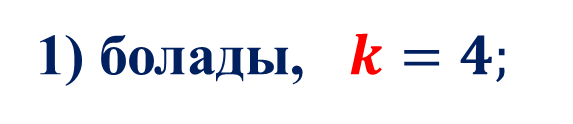 1) болады, k = 4;